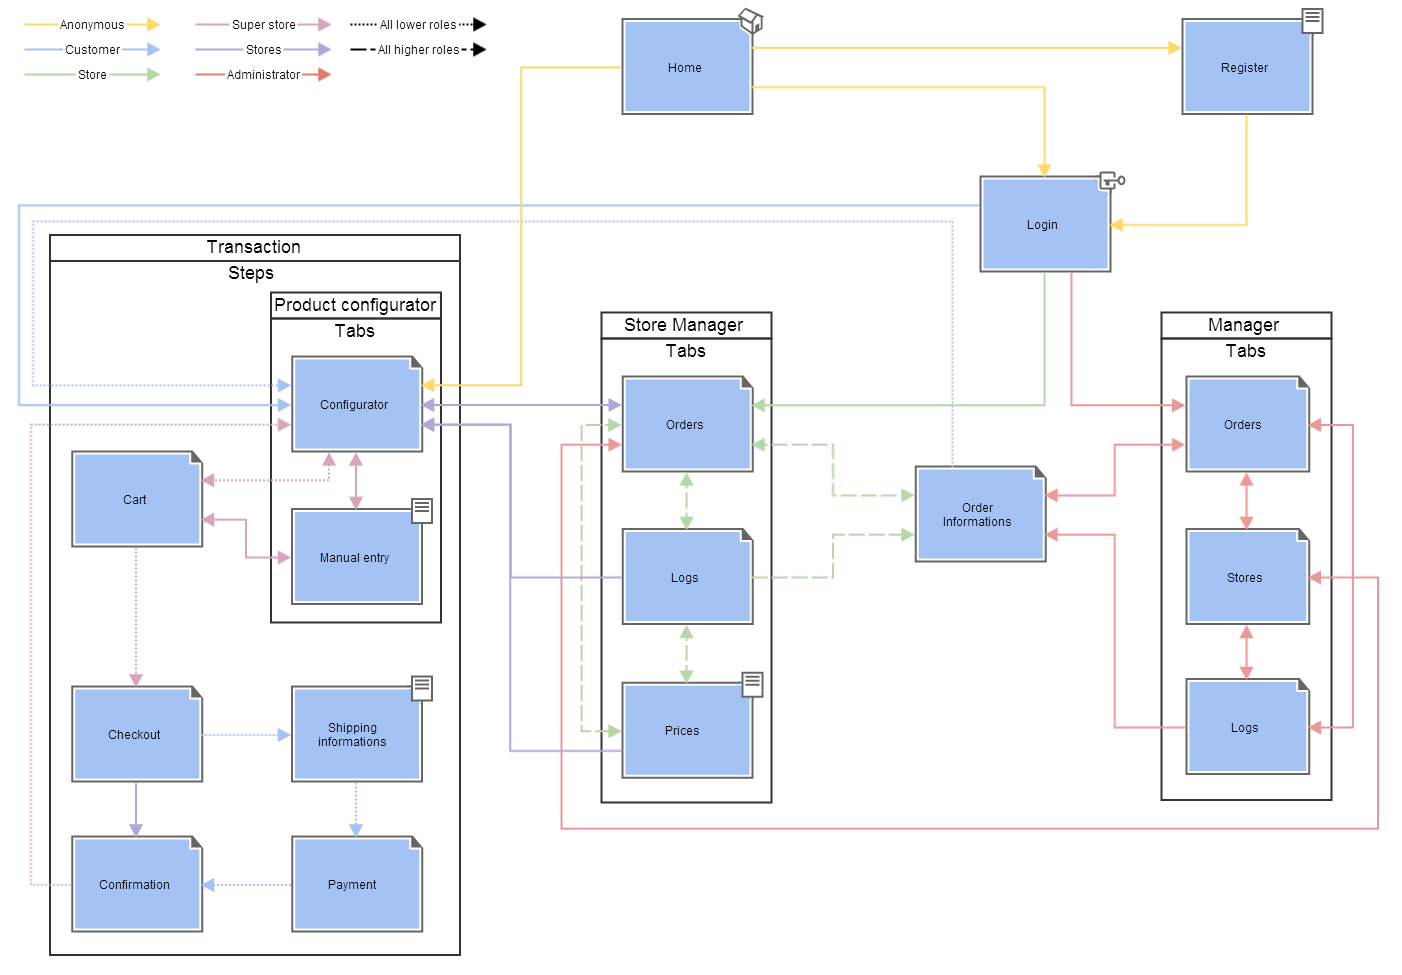 Anonymous
Super store
All lower roles
Customer
Stores
All higher roles
Store
Administrator
Home
Register
Login
Transaction
Steps
Product configurator
Tabs
Configurator
Cart
Manual entry
Checkout
Shipping
informations
Confirmation
Payment
Store Manager
Tabs
Orders
Logs
Prices
Order
Informations
Manager
Tabs
Orders
Stores
Logs